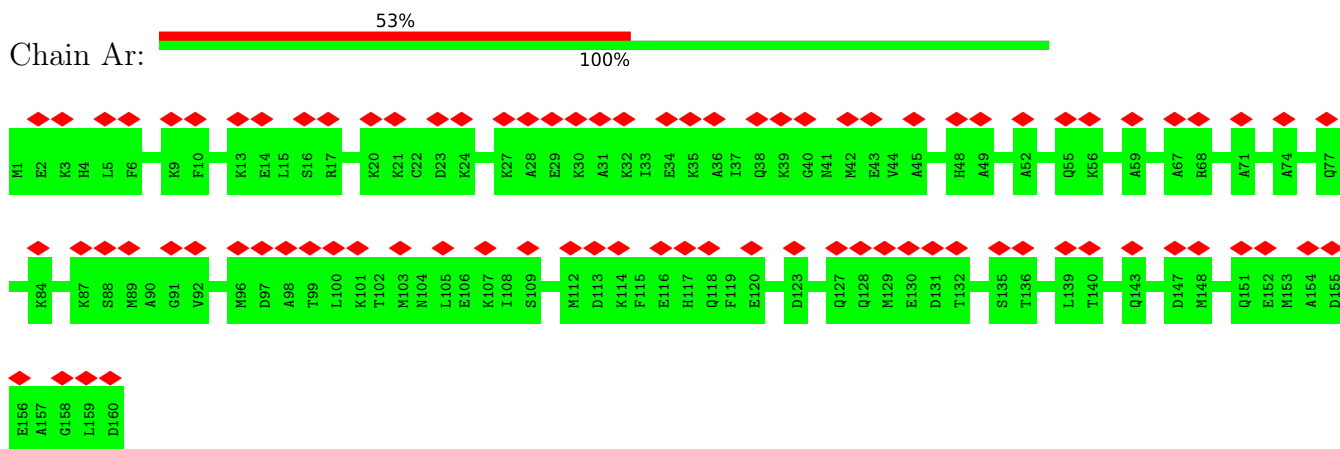 53%
Chain Ar:
100%
M1 E2 K3 H4 L5 F6 K9 F10 K13 E14 L15 S16 R17 K20 K21 C22 D23 K24 K27 A28 E29 K30 A31 K32 I33 E34 K35 A36 I37 Q38 K39 G40 N41 M42 E43 V44 A45 H48 A49 A52 Q55 K56 A59 A67 R68 A71 A74 Q77
K84 K87 S88 M89 A90 G91 V92 M96 D97 A98 T99 L100 K101 T102 M103 N104 L105 E106 K107 I108 S109 M112 D113 K114 F115 E116 H117 Q118 F119 E120 D123 Q127 Q128 M129 E130 D131 T132 S135 T136 L139 T140 Q143 D147 M148 Q151 E152 M153 A154 D155
E156 A157 G158 L159 D160